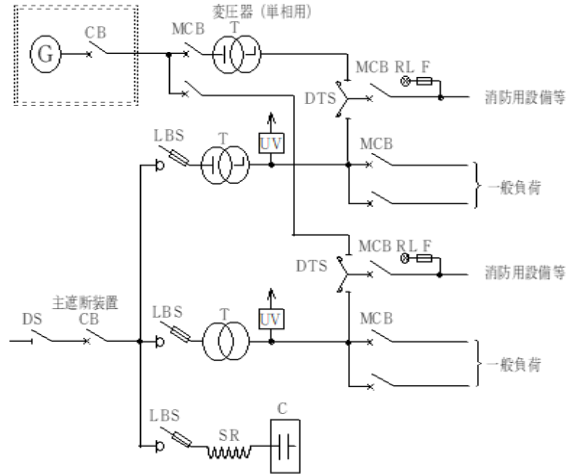 変圧器(単相用)
CB
MCB
T
G
MCB RL F
DTS
消防用設備等
LBS
T
UV
MCB
一般負荷
DTS
MCB RL F
消防用設備等
主遮断装置
DS
CB
LBS
T
UV
MCB
一般負荷
LBS
SR
C